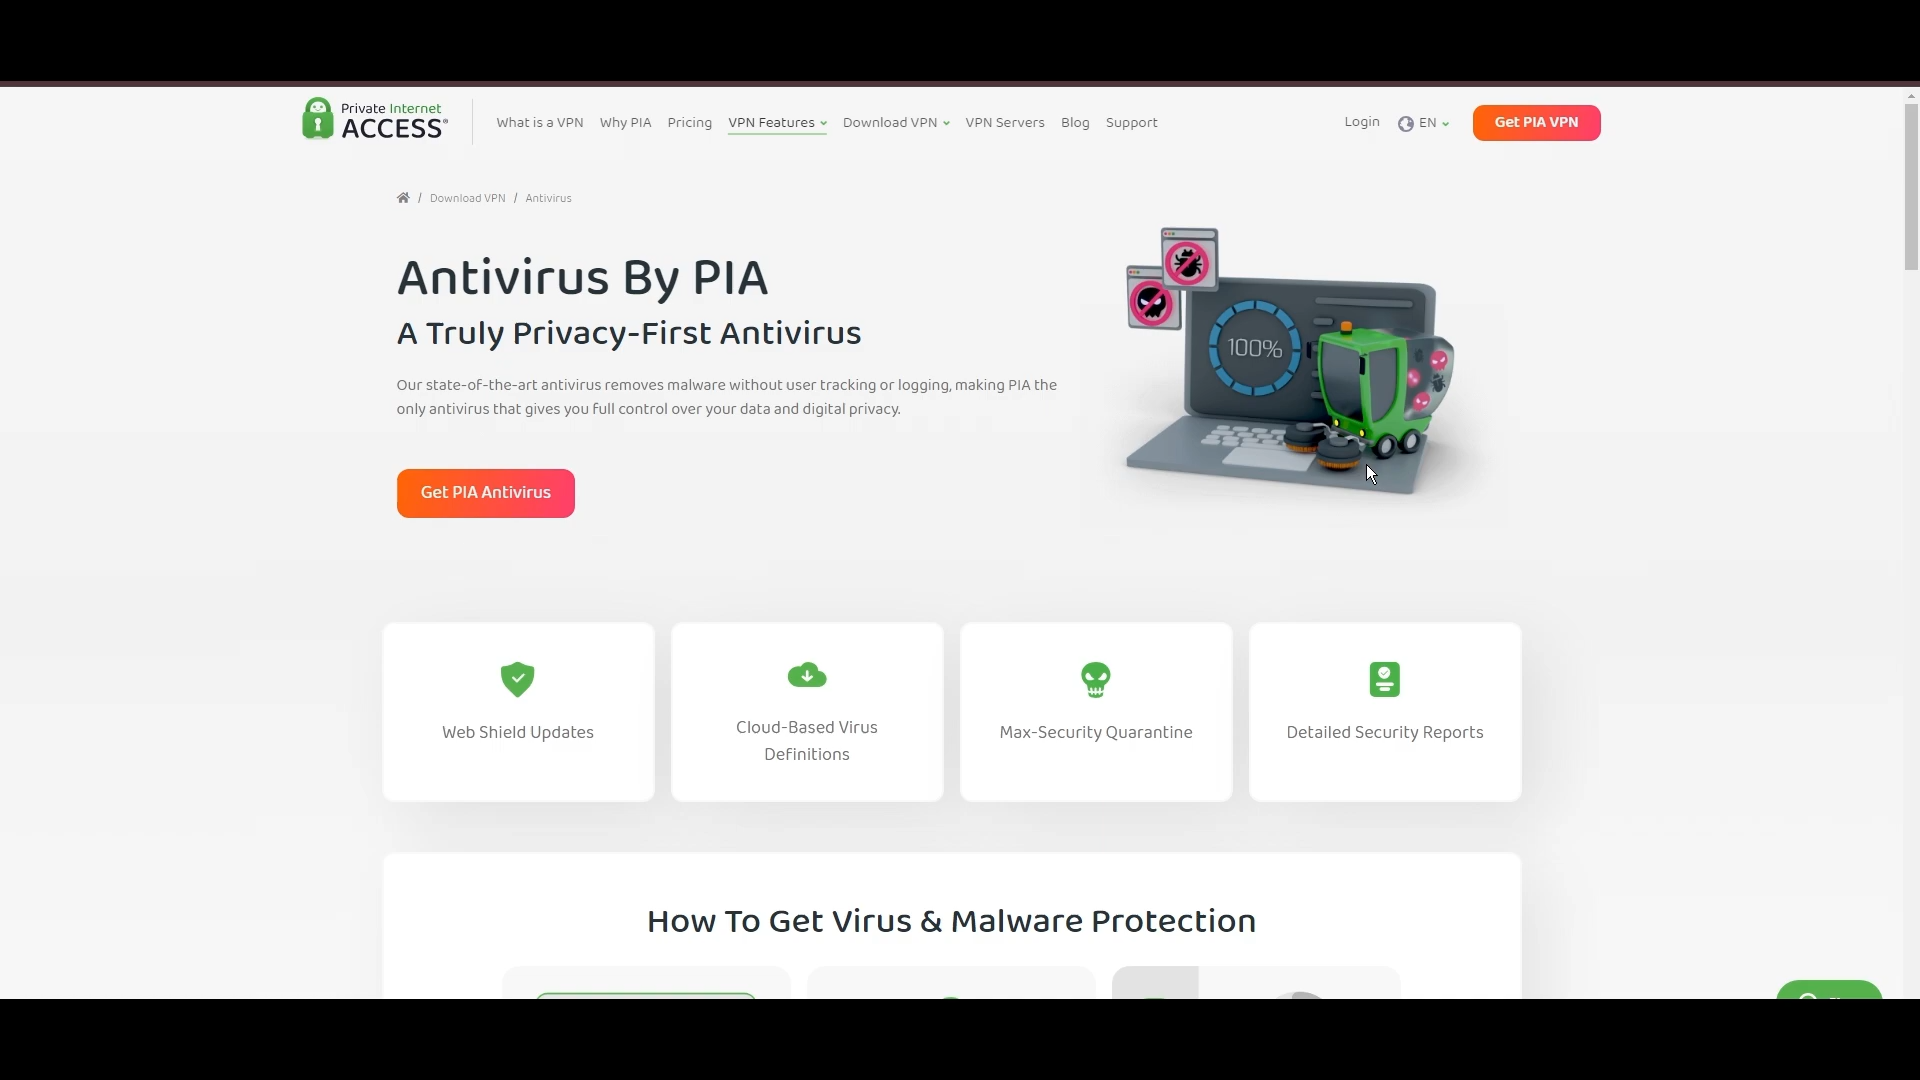 Private Internet
ACCESS®
What is a VPN Why PIA Pricing VPN Features Download VPN VPN Servers Blog Support
Login EN Get PIA VPN
/ Download VPN / Antivirus
Antivirus By PIA
A Truly Privacy-First Antivirus
Our state-of-the-art antivirus removes malware without user tracking or logging, making PIA the
only antivirus that gives you full control over your data and digital privacy.
100%
Get PIA Antivirus
Web Shield Updates
Cloud-Based Virus
Definitions
Max-Security Quarantine
Detailed Security Reports
How To Get Virus & Malware Protection